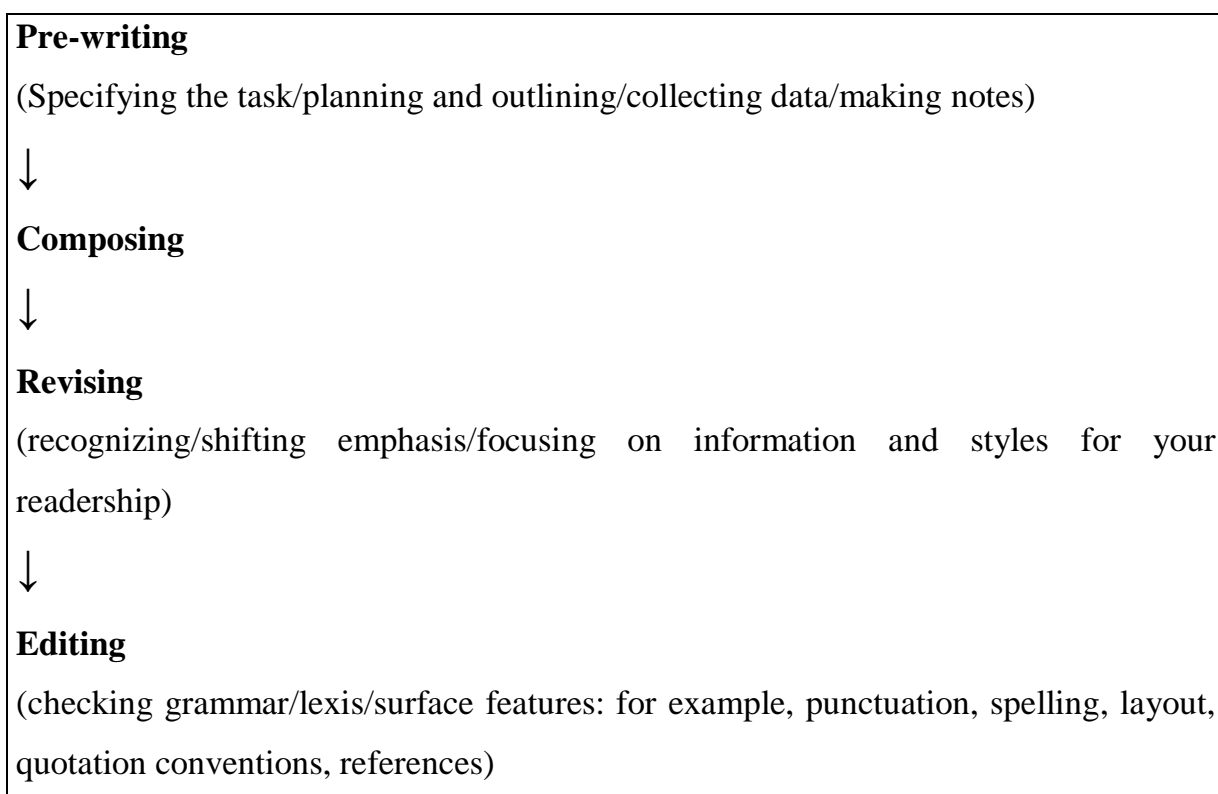 Pre-writing
(Specifying the task/planning and outlining/collecting data/making notes)
↓
Composing
↓
Revising
(recognizing/shifting emphasis/focusing on information and styles for your
readership)
↓
Editing
(checking grammar/lexis/surface features: for example, punctuation, spelling, layout,
quotation conventions, references)